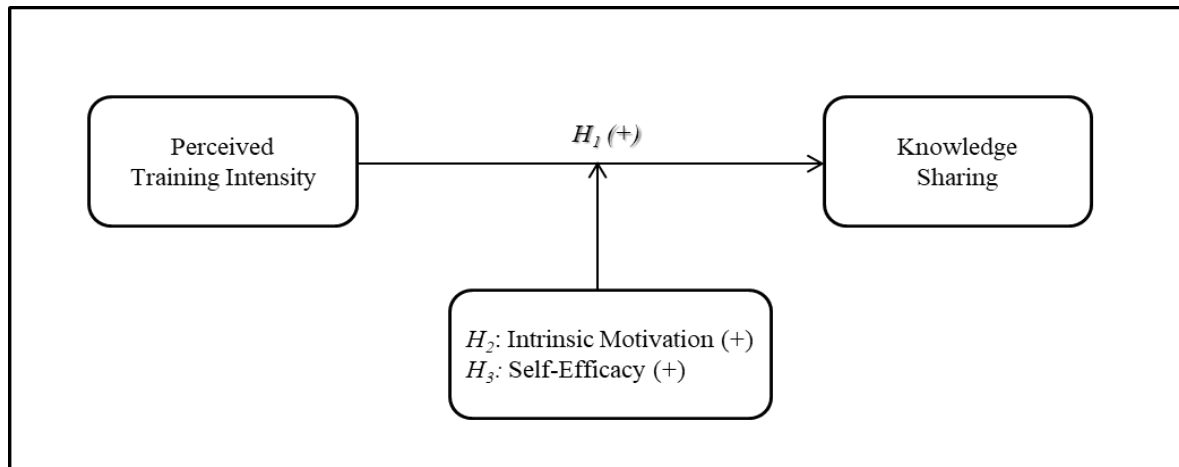 Perceived
Training Intensity
H₁ (+)
Knowledge
Sharing
H₂: Intrinsic Motivation (+)
H₃: Self-Efficacy (+)